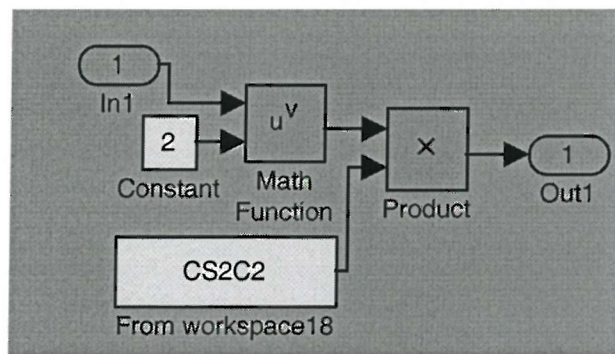 1
In1
2
Constant
u^v
Math
Function
×
Product
1
Out1
CS2C2
From workspace18